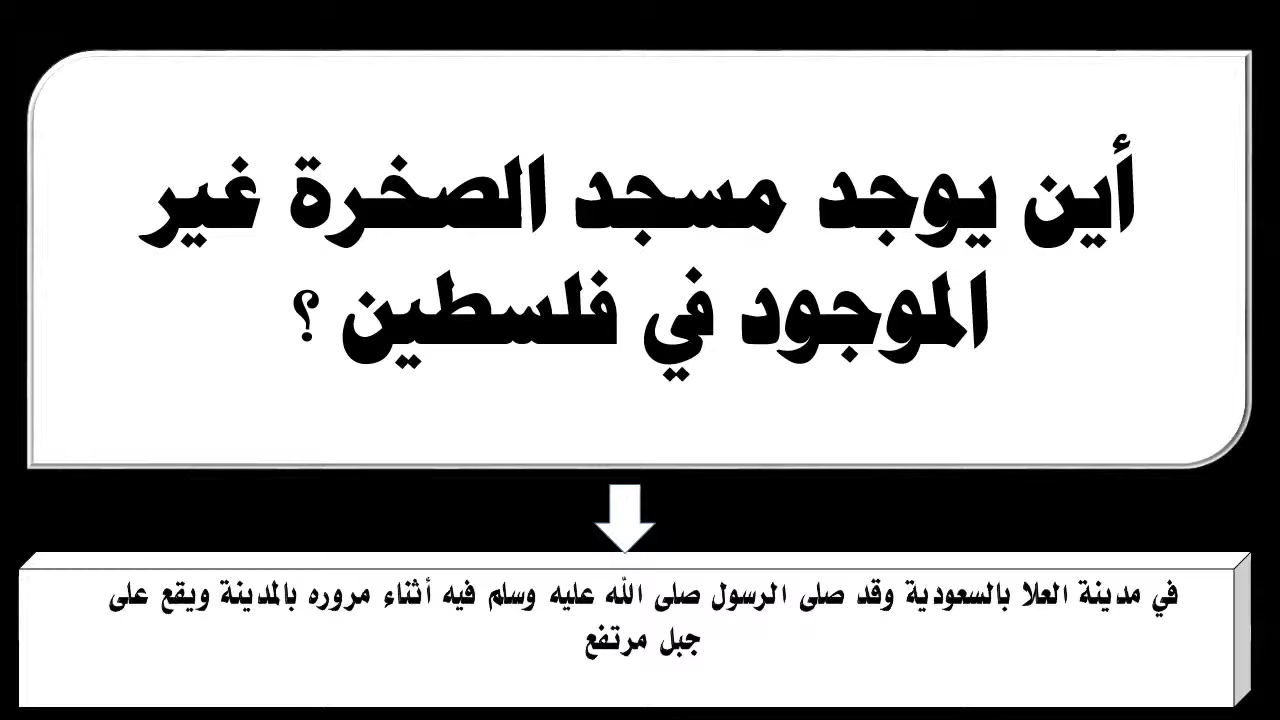 أين يوجد مسجد الصخرة غير
الموجود في فلسطين ؟
في مدينة العلا بالسعودية وقد صلى الرسول صلى الله عليه وسلم فيه أثناء مروره بالمدينة ويقع على
جبل مرتفع